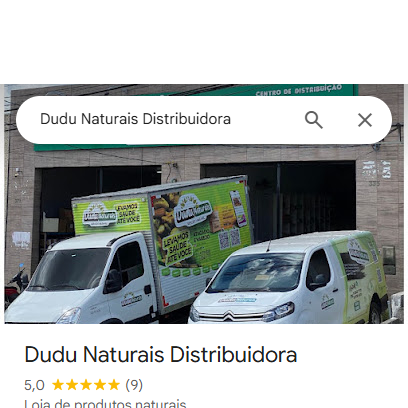 CENTRO DE DISTRIBUIÇÃO
Dudu Naturais Distribuidora
Dudu Naturais
LEVAMOS
SAÚDE
ATÉ VOCÊ
Dudu Naturais
LEVAMOS
SAÚDE
ATÉ VOCÊ
Dudu Naturais Distribuidora
5,0 ★★★★★ (9)
Loja de produtos naturais